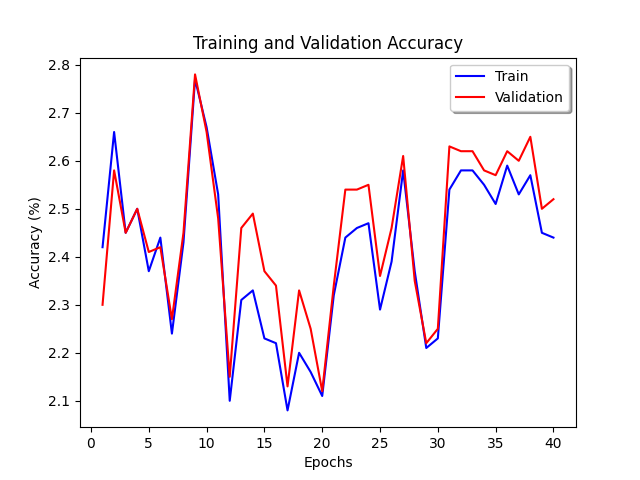 Training and Validation Accuracy
Train
Validation
Accuracy (%)
2.8
2.7
2.6
2.5
2.4
2.3
2.2
2.1
0 5 10 15 20 25 30 35 40
Epochs